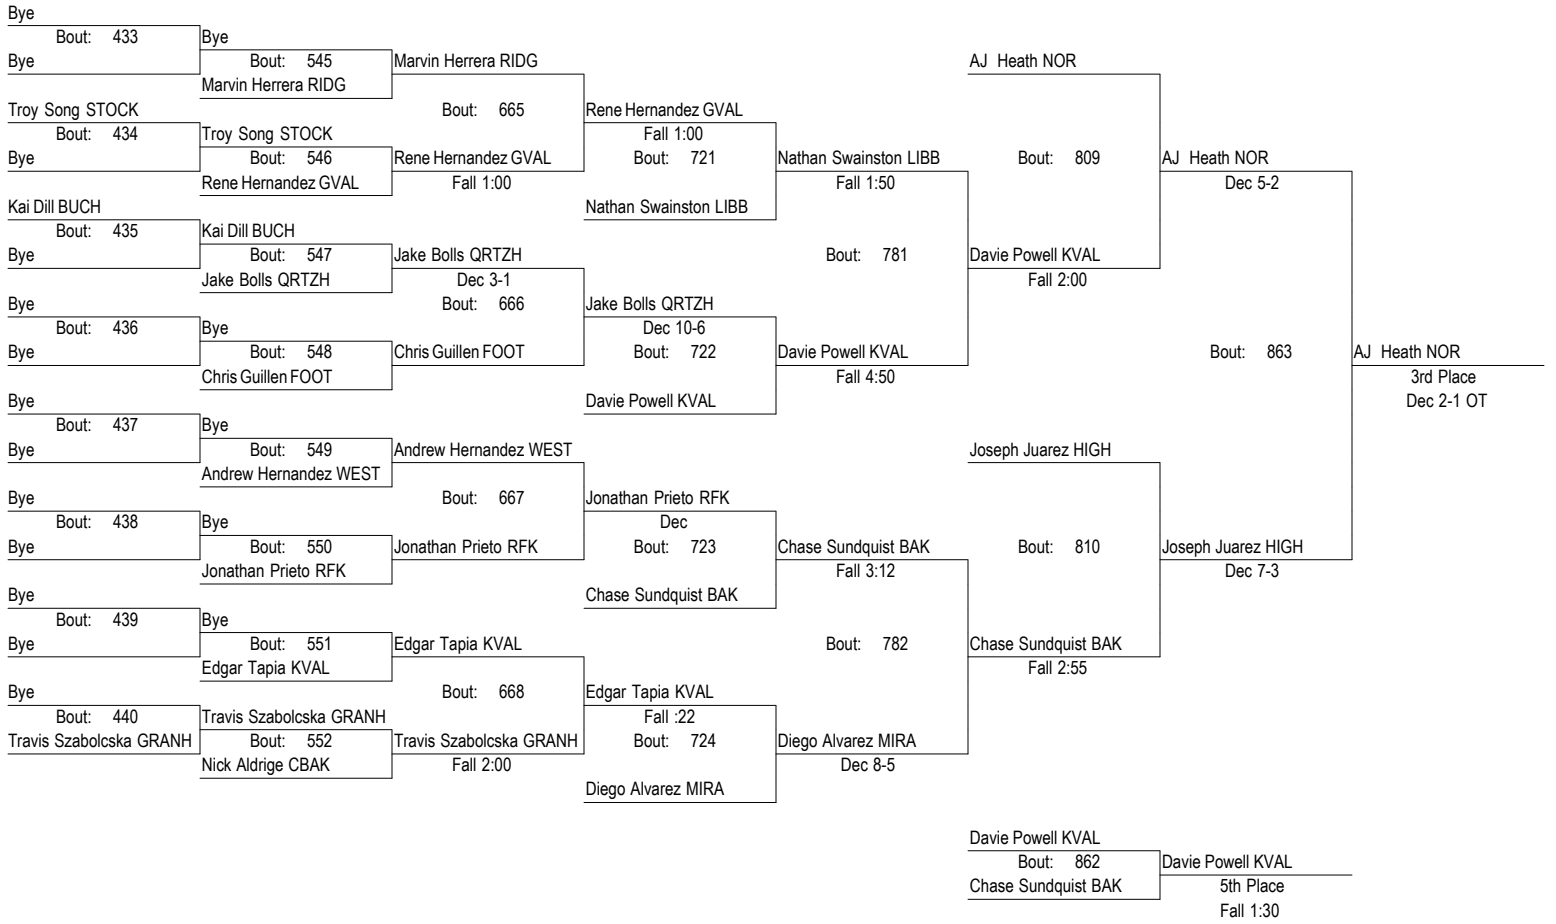 Bye
Bout: 433 Bye
Bye Bout: 545 Marvin Herrera RIDG AJ Heath NOR
Marvin Herrera RIDG
Troy Song STOCK Bout: 665 Rene Hernandez GVAL
Bout: 434 Troy Song STOCK Fall 1:00
Bye Bout: 546 Rene Hernandez GVAL Bout: 721 Nathan Swainston LIBB Bout: 809 AJ Heath NOR
Rene Hernandez GVAL Fall 1:00 Fall 1:50 Dec 5-2
Kai Dill BUCH Nathan Swainston LIBB
Bout: 435 Kai Dill BUCH
Bye Bout: 547 Jake Bolls QRTZH Bout: 781 Davie Powell KVAL
Jake Bolls QRTZH Dec 3-1 Fall 2:00
Bye Bout: 666 Jake Bolls QRTZH
Bout: 436 Bye Dec 10-6
Bye Bout: 548 Chris Guillen FOOT Bout: 722 Davie Powell KVAL Bout: 863 AJ Heath NOR
Chris Guillen FOOT Fall 4:50 3rd Place
Bye Davie Powell KVAL Dec 2-1 OT
Bout: 437 Bye
Bye Bout: 549 Andrew Hernandez WEST Joseph Juarez HIGH
Andrew Hernandez WEST
Bye Bout: 667 Jonathan Prieto RFK
Bout: 438 Bye Dec
Bye Bout: 550 Jonathan Prieto RFK Bout: 723 Chase Sundquist BAK Bout: 810 Joseph Juarez HIGH
Jonathan Prieto RFK Fall 3:12 Dec 7-3
Bye Chase Sundquist BAK
Bout: 439 Bye
Bye Bout: 551 Edgar Tapia KVAL Bout: 782 Chase Sundquist BAK
Edgar Tapia KVAL Fall 2:55
Bye Bout: 668 Edgar Tapia KVAL
Bout: 440 Travis Szabolcska GRANH Fall :22
Travis Szabolcska GRANH Bout: 552 Travis Szabolcska GRANH Bout: 724 Diego Alvarez MIRA
Nick Aldrige CBAK Fall 2:00 Dec 8-5
Diego Alvarez MIRA
Davie Powell KVAL
Bout: 862 Davie Powell KVAL
Chase Sundquist BAK 5th Place
Fall 1:30